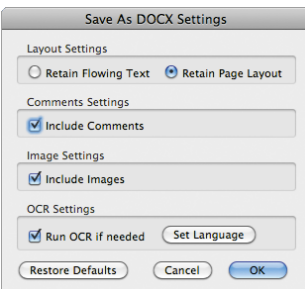 Save As DOCX Settings
Layout Settings
Retain Flowing Text Retain Page Layout
Comments Settings
Include Comments
Image Settings
Include Images
OCR Settings
Run OCR if needed Set Language
Restore Defaults Cancel OK